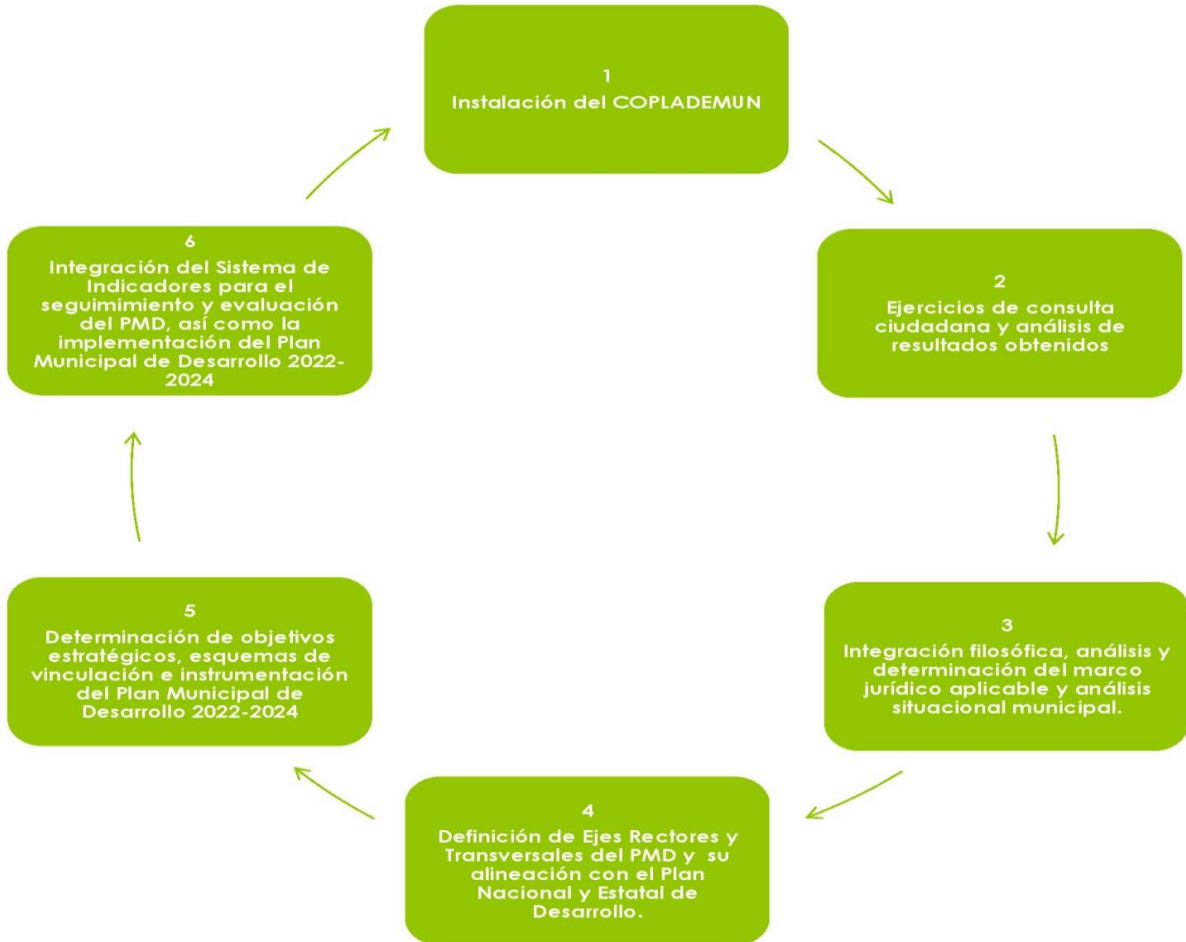 1
Instalación del COPLADEMUN
2
Ejercicios de consulta
ciudadana y análisis de
resultados obtenidos
3
Integración filosófica, análisis y
determinación del marco
jurídico aplicable y análisis
situacional municipal.
4
Definición de Ejes Rectores y
Transversales del PMD y su
alineación con el Plan
Nacional y Estatal de
Desarrollo.
5
Determinación de objetivos
estratégicos, esquemas de
vinculación e instrumentación
del Plan Municipal de
Desarrollo 2022-2024
6
Integración del Sistema de
Indicadores para el
seguimimiento y evaluación
del PMD, así como la
implementación del Plan
Municipal de Desarrollo 2022-
2024